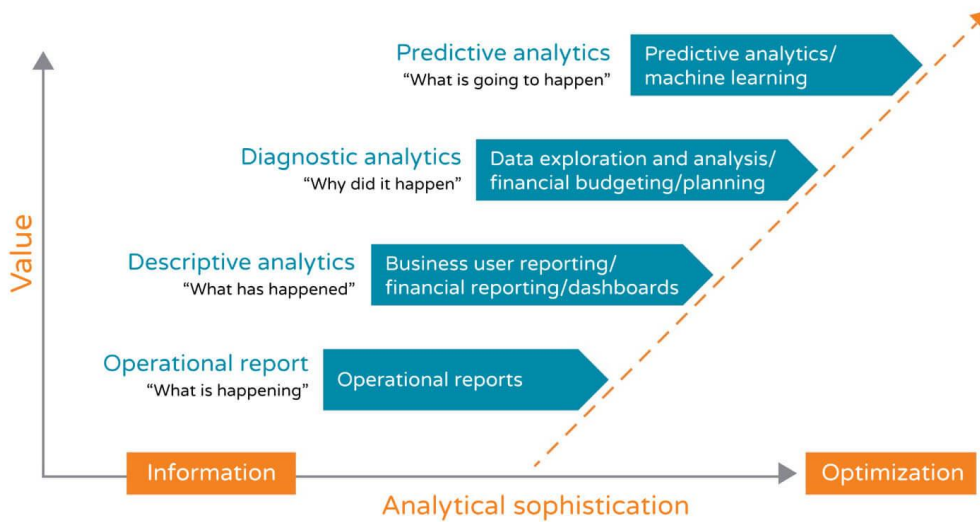 Predictive analytics
“What is going to happen”
Predictive analytics/
machine learning
Diagnostic analytics
“Why did it happen”
Data exploration and analysis/
financial budgeting/planning
Value
Descriptive analytics
“What has happened”
Business user reporting/
financial reporting/dashboards
Operational report
“What is happening”
Operational reports
Information
Optimization
Analytical sophistication